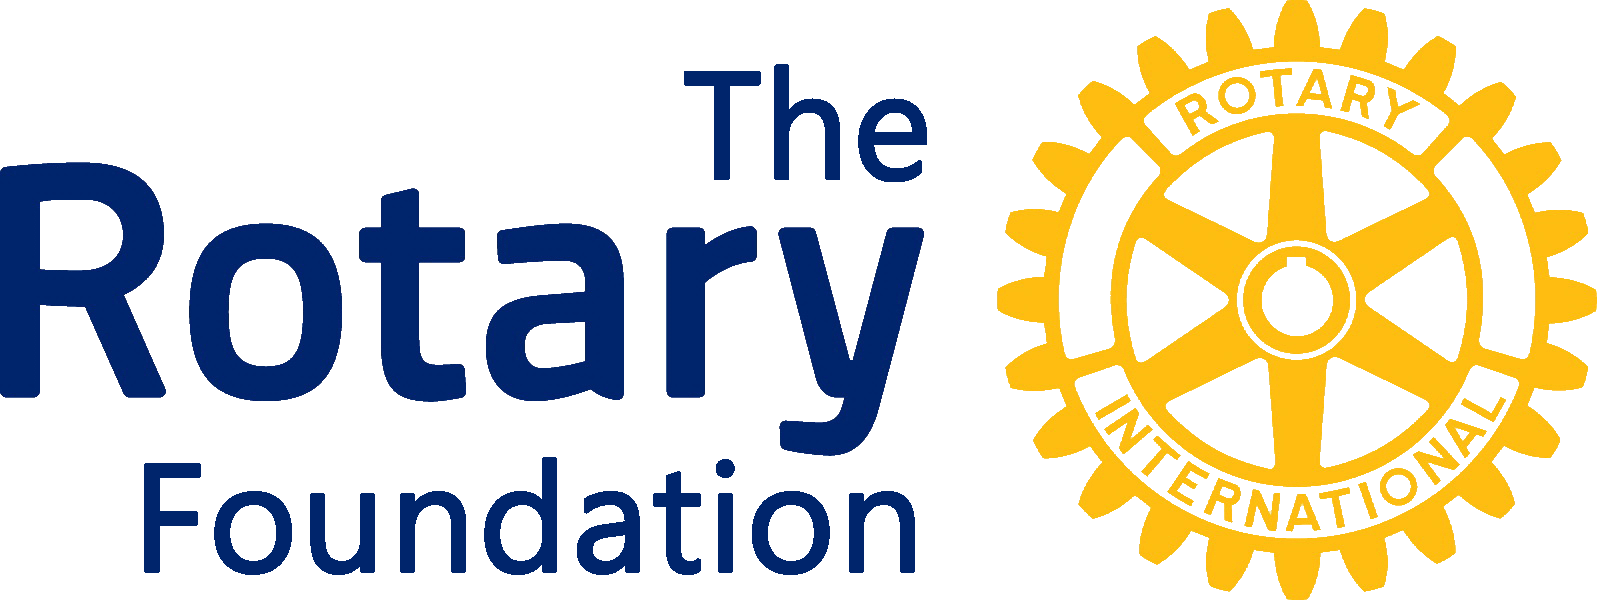 The
Rotary
Foundation
ROTARY
INTERNATIONAL